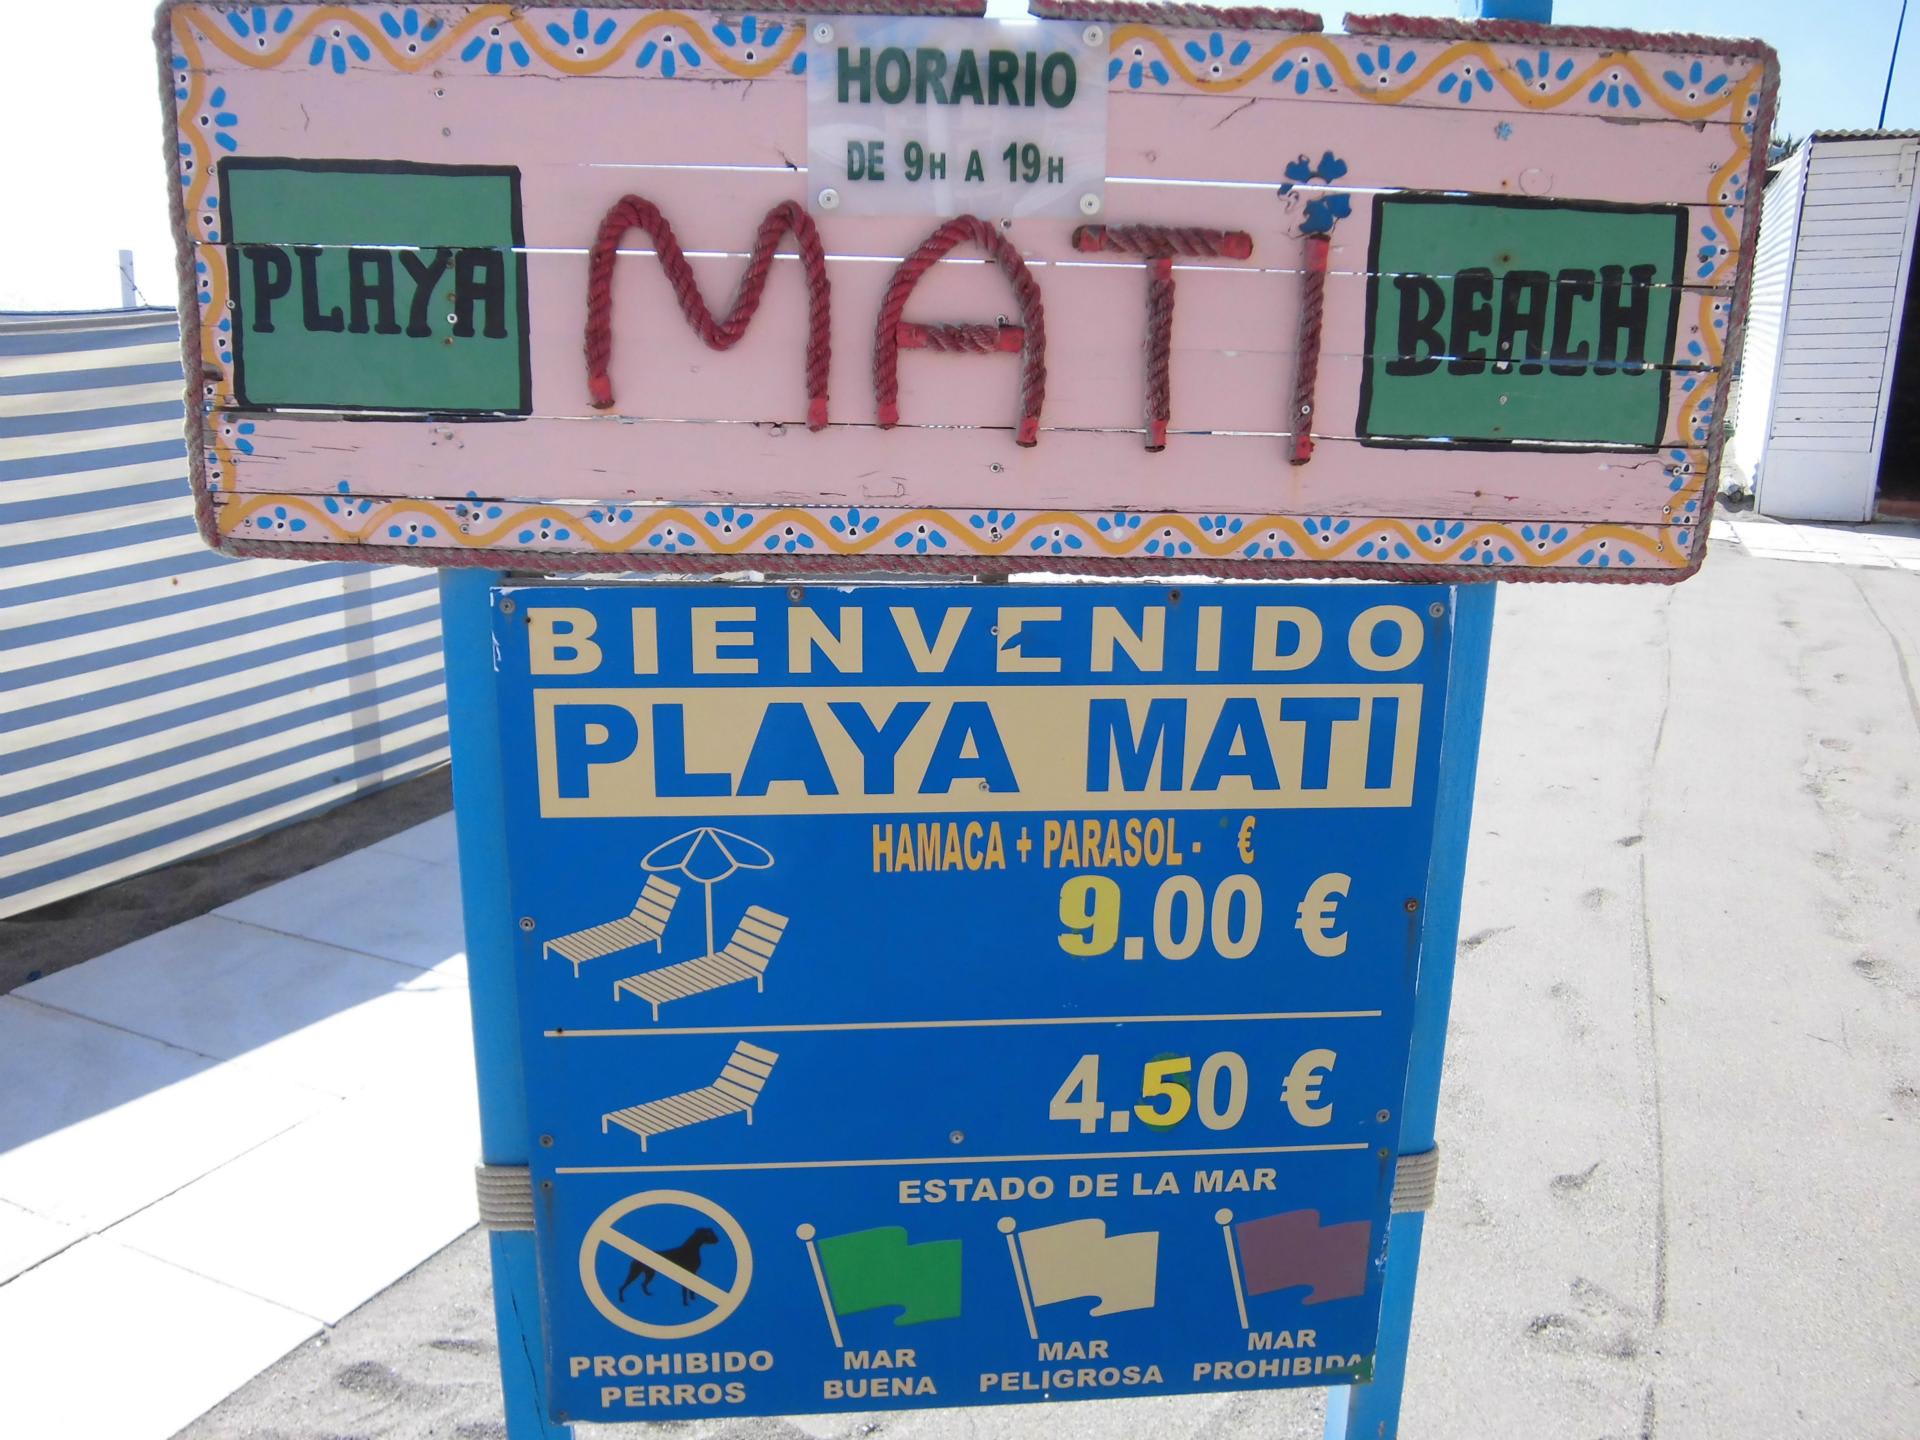 HORARIO
DE 9H A 19H
PLAYA MATI BEACH
BIENVENIDO
PLAYA MATI
HAMACA + PARASOL - €
9.00 €
4.50 €
ESTADO DE LA MAR
PROHIBIDO
PERROS
MAR
BUENA
MAR
PELIGROSA
MAR
PROHIBIDA